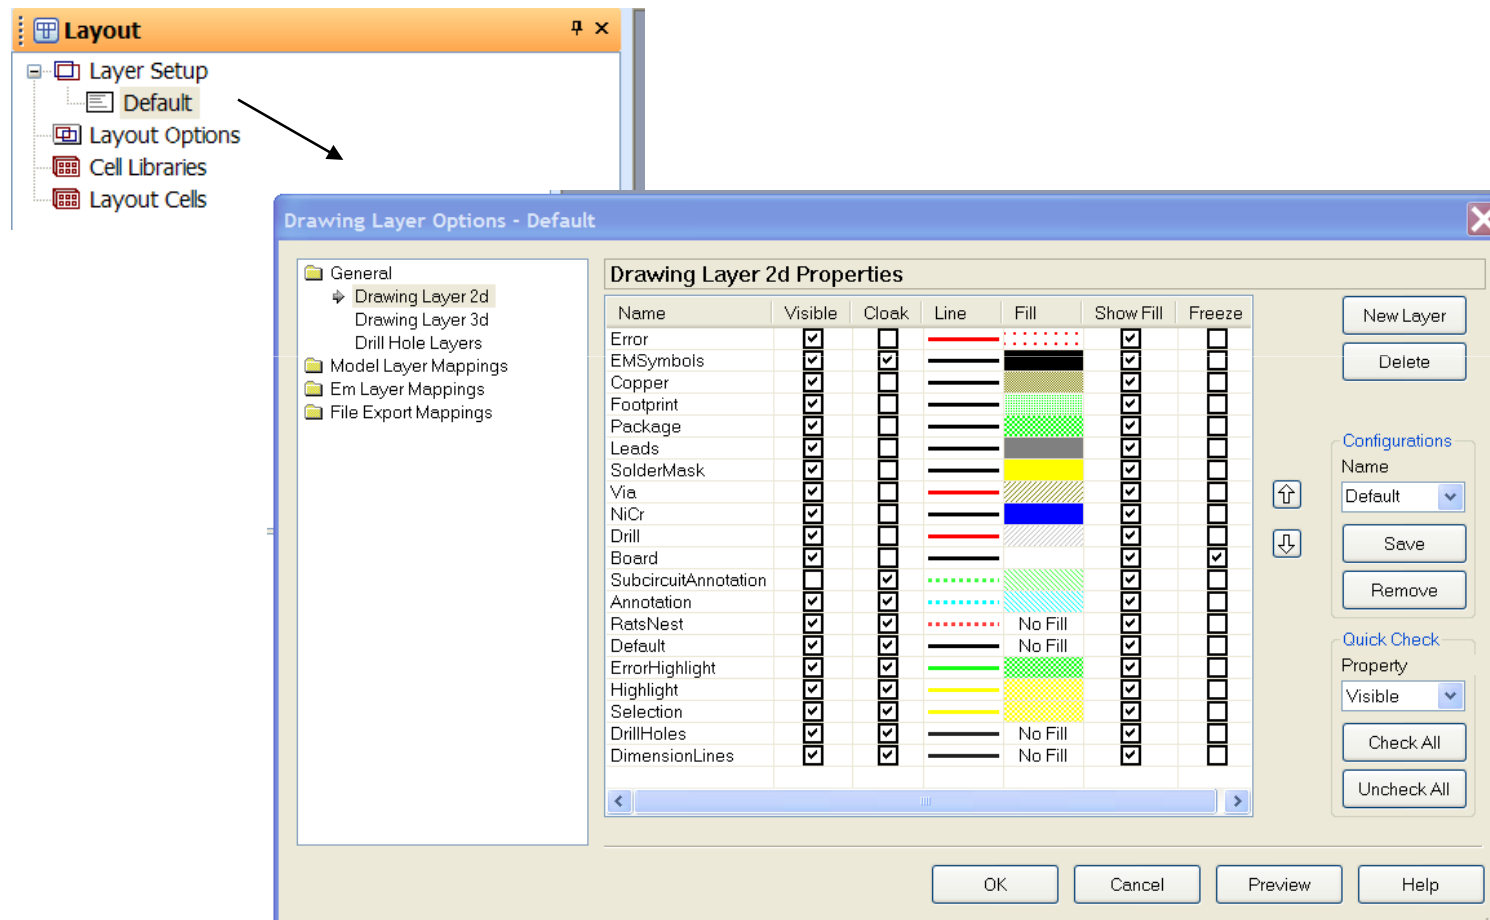 Layout
Layer Setup
Default
Layout Options
Cell Libraries
Layout Cells
Drawing Layer Options - Default
General
Drawing Layer 2d
Drawing Layer 3d
Drill Hole Layers
Model Layer Mappings
Em Layer Mappings
File Export Mappings
Drawing Layer 2d Properties
Name Visible Cloak Line Fill Show Fill Freeze
Error
EMSymbols
Copper
Footprint
Package
Leads
SolderMask
Via
NiCr
Drill
Board
SubcircuitAnnotation
Annotation
RatsNest No Fill
Default No Fill
ErrorHighlight
Highlight
Selection
DrillHoles No Fill
DimensionLines No Fill
New Layer
Delete
Configurations
Name
Default
Save
Remove
Quick Check
Property
Visible
Check All
Uncheck All
OK Cancel Preview Help